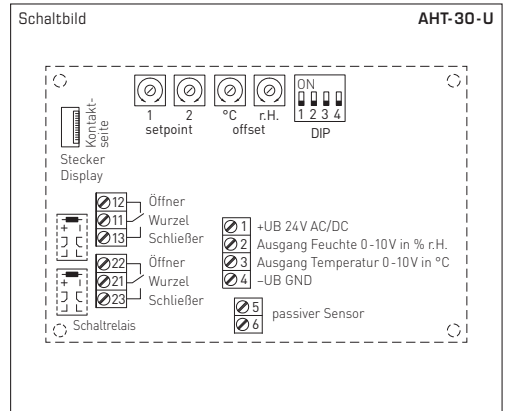 Schaltbild AHT-30-U
ON
1 2 3 4
DIP
1 2 °C r.H.
setpoint offset
Kontakt-
seite
Stecker
Display
12 Öffner
11 Wurzel
13 Schließer
22 Öffner
21 Wurzel
23 Schließer
+ –
+ –
Schaltrelais
1 +UB 24V AC/DC
2 Ausgang Feuchte 0-10V in % r.H.
3 Ausgang Temperatur 0-10V in °C
4 –UB GND
5
6
passiver Sensor